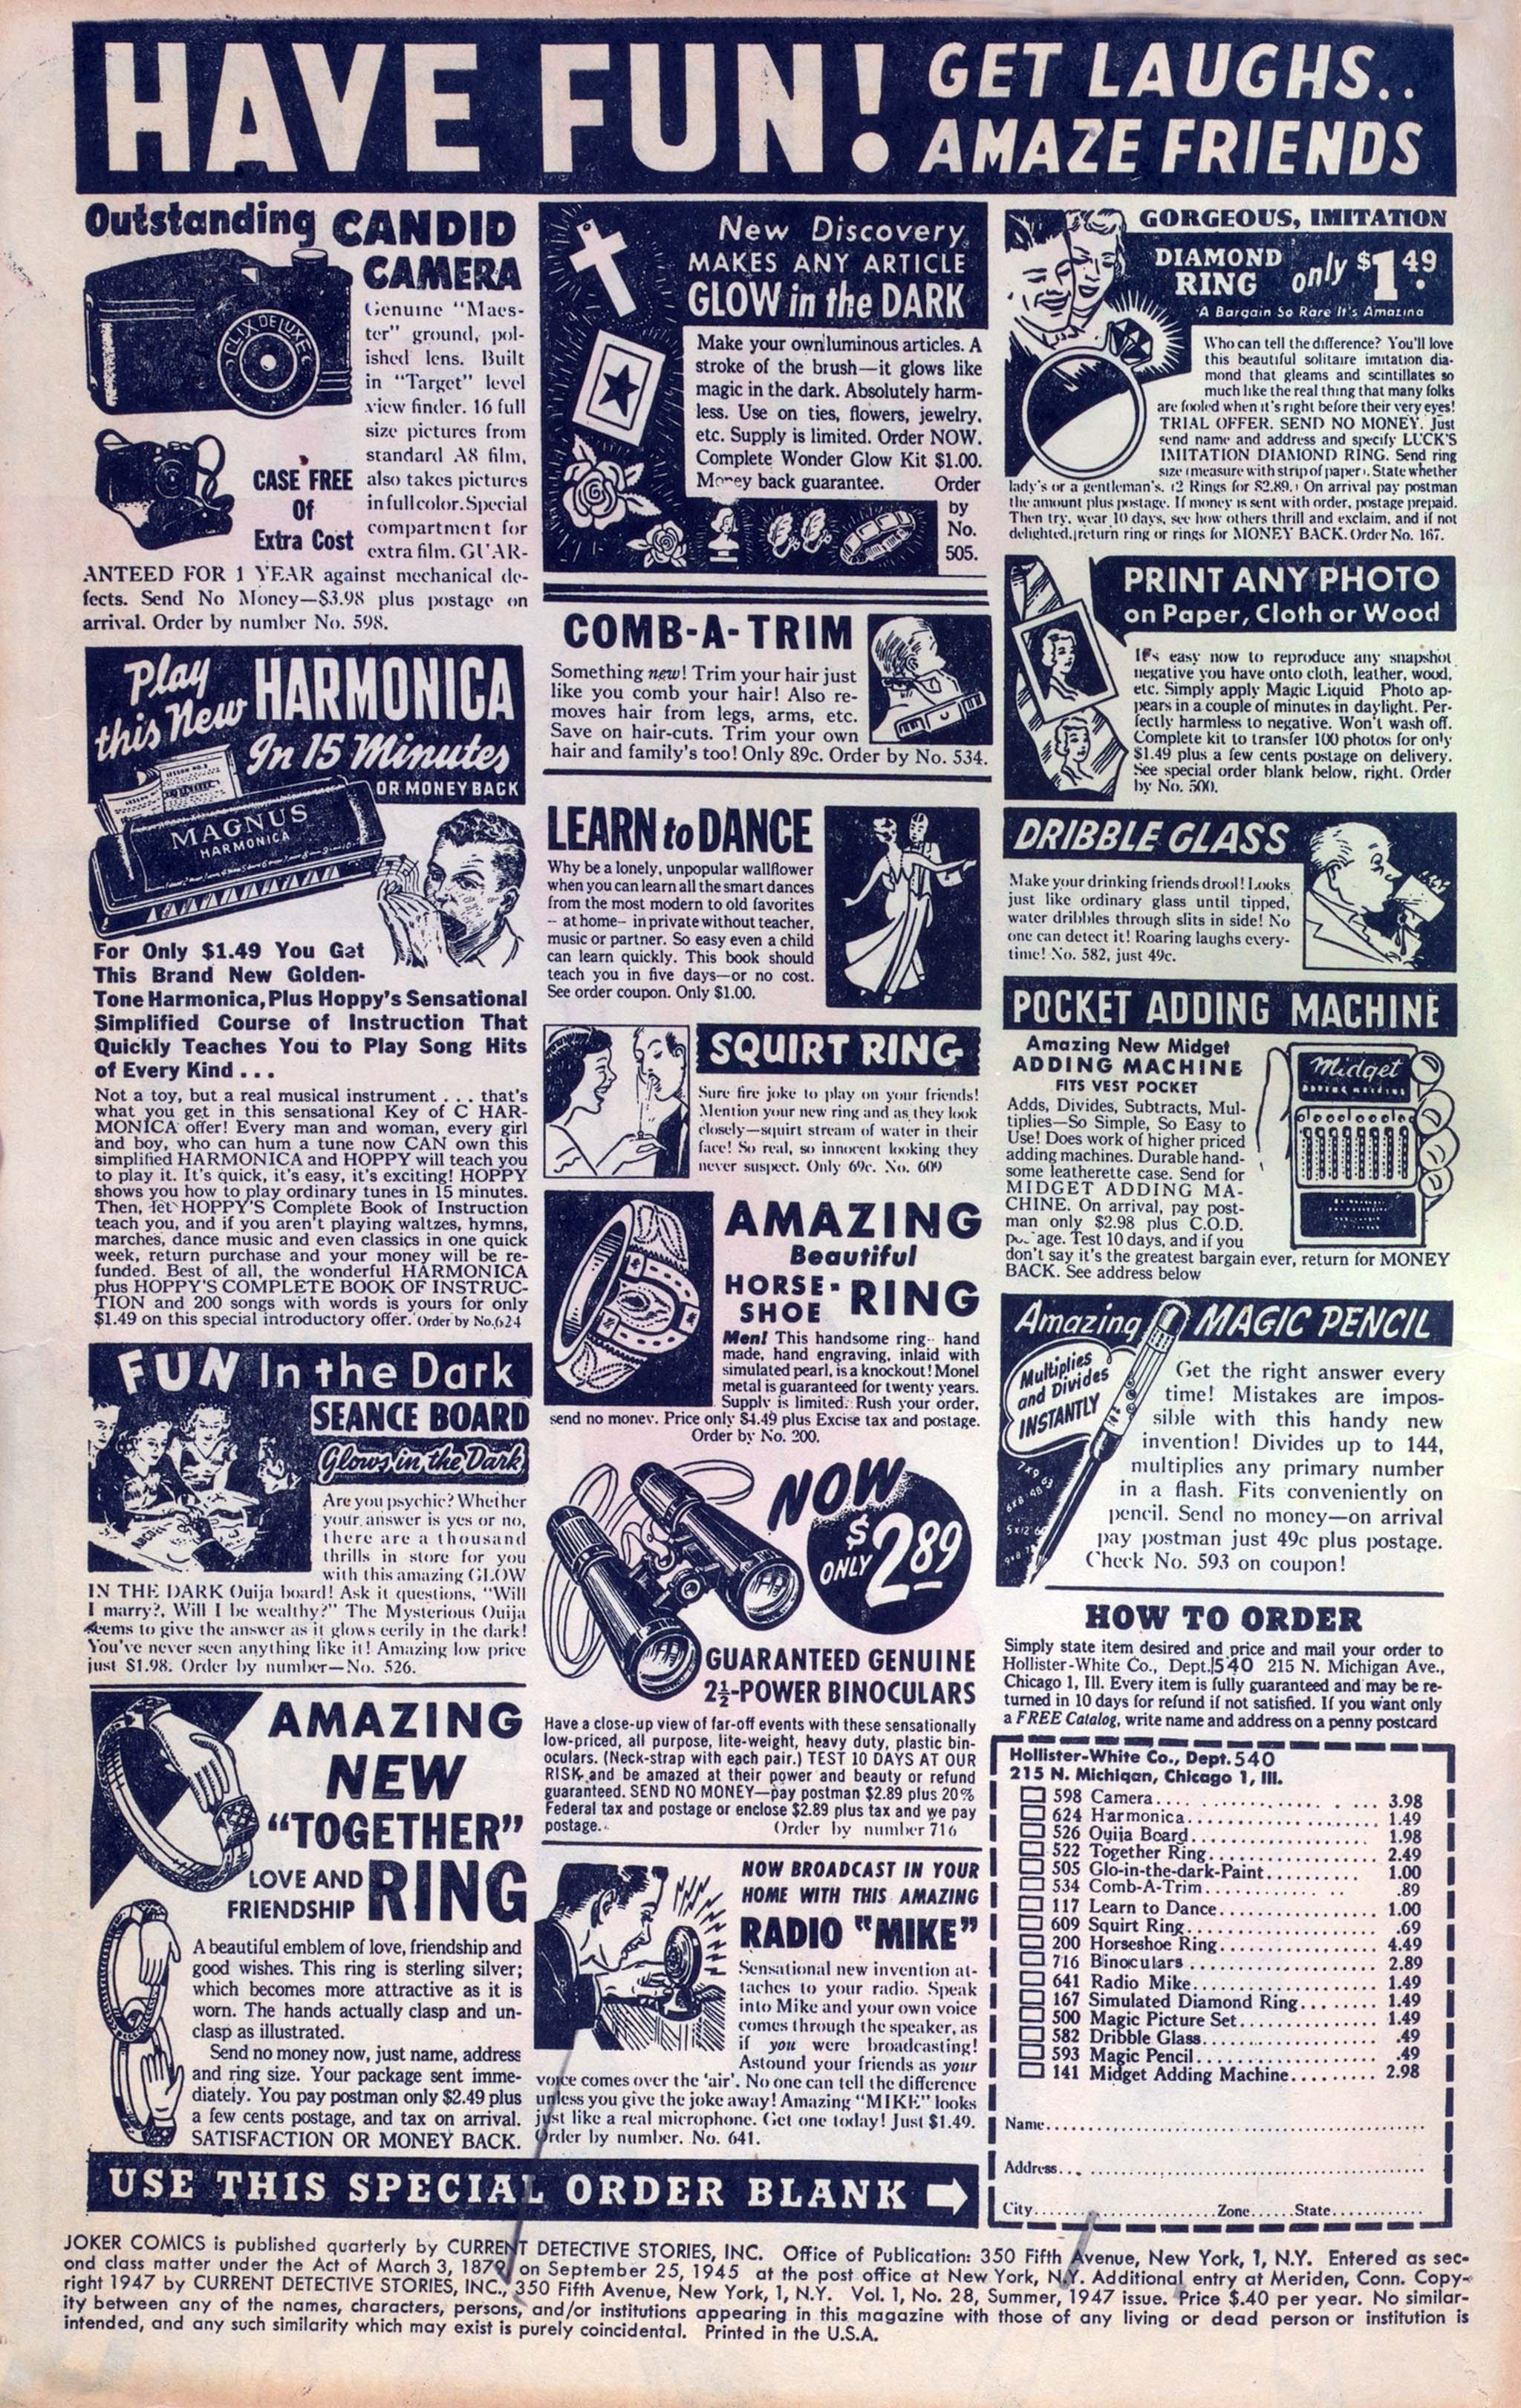 HAVE FUN! GET LAUGHS..
AMAZE FRIENDS
Outstanding CANDID
CAMERA
CLIX DELUXE
Genuine "Maes-
ter" ground, pol-
ished lens. Built
in "Target" level
view finder. 16 full
size pictures from
standard A8 film,
also takes pictures
in full color. Special
compartment for
extra film. GUAR-
CASE FREE
Of
Extra Cost
ANTEED FOR 1 YEAR against mechanical de-
fects. Send No Money—$3.98 plus postage on
arrival. Order by number No. 598.
Play
this New HARMONICA
In 15 Minutes
OR MONEY BACK
MAGNUS
HARMONICA
For Only $1.49 You Get
This Brand New Golden-
Tone Harmonica, Plus Hoppy's Sensational
Simplified Course of Instruction That
Quickly Teaches You to Play Song Hits
of Every Kind . . .
Not a toy, but a real musical instrument . . . that's
what you get in this sensational Key of C HAR-
MONICA offer! Every man and woman, every girl
and boy, who can hum a tune now CAN own this
simplified HARMONICA and HOPPY will teach you
to play it. It's quick, it's easy, it's exciting! HOPPY
shows you how to play ordinary tunes in 15 minutes.
Then, let HOPPY'S Complete Book of Instruction
teach you, and if you aren't playing waltzes, hymns,
marches, dance music and even classics in one quick
week, return purchase and your money will be re-
funded. Best of all, the wonderful HARMONICA
plus HOPPY'S COMPLETE BOOK OF INSTRUC-
TION and 200 songs with words is yours for only
$1.49 on this special introductory offer. Order by No. 624
FUN In the Dark
SEANCE BOARD
Glows in the Dark
Are you psychic? Whether
your answer is yes or no,
there are a thousand
thrills in store for you
with this amazing GLOW
IN THE DARK Ouija board! Ask it questions, "Will
I marry?, Will I be wealthy?" The Mysterious Ouija
seems to give the answer as it glows eerily in the dark!
You've never seen anything like it! Amazing low price
just $1.98. Order by number—No. 526.
AMAZING
NEW
"TOGETHER"
LOVE AND
FRIENDSHIP RING
A beautiful emblem of love, friendship and
good wishes. This ring is sterling silver;
which becomes more attractive as it is
worn. The hands actually clasp and un-
clasp as illustrated.
Send no money now, just name, address
and ring size. Your package sent imme-
diately. You pay postman only $2.49 plus
a few cents postage, and tax on arrival.
SATISFACTION OR MONEY BACK.
New Discovery
MAKES ANY ARTICLE
GLOW in the DARK
Make your own luminous articles. A
stroke of the brush—it glows like
magic in the dark. Absolutely harm-
less. Use on ties, flowers, jewelry,
etc. Supply is limited. Order NOW.
Complete Wonder Glow Kit $1.00.
Money back guarantee. Order
by
No.
505.
COMB-A-TRIM
Something new! Trim your hair just
like you comb your hair! Also re-
moves hair from legs, arms, etc.
Save on hair-cuts. Trim your own
hair and family's too! Only 89c. Order by No. 534.
LEARN to DANCE
Why be a lonely, unpopular wallflower
when you can learn all the smart dances
from the most modern to old favorites
-- at home-- in private without teacher,
music or partner. So easy even a child
can learn quickly. This book should
teach you in five days—or no cost.
See order coupon. Only $1.00.
SQUIRT RING
Sure fire joke to play on your friends!
Mention your new ring and as they look
closely—squirt stream of water in their
face! So real, so innocent looking they
never suspect. Only 69c. No. 609
AMAZING
Beautiful
HORSE-
SHOE RING
Men! This handsome ring-- hand
made, hand engraving, inlaid with
simulated pearl, is a knockout! Monel
metal is guaranteed for twenty years.
Supply is limited. Rush your order,
send no money. Price only $4.49 plus Excise tax and postage.
Order by No. 200.
NOW
ONLY $2.89
GUARANTEED GENUINE
2½-POWER BINOCULARS
Have a close-up view of far-off events with these sensationally
low-priced, all purpose, lite-weight, heavy duty, plastic bin-
oculars. (Neck-strap with each pair.) TEST 10 DAYS AT OUR
RISK and be amazed at their power and beauty or refund
guaranteed. SEND NO MONEY—pay postman $2.89 plus 20%
Federal tax and postage or enclose $2.89 plus tax and we pay
postage. Order by number 716
NOW BROADCAST IN YOUR
HOME WITH THIS AMAZING
RADIO "MIKE"
Sensational new invention at-
taches to your radio. Speak
into Mike and your own voice
comes through the speaker, as
if you were broadcasting!
Astound your friends as your
voice comes over the 'air'. No one can tell the difference
unless you give the joke away! Amazing "MIKE" looks
just like a real microphone. Get one today! Just $1.49.
Order by number. No. 641.
GORGEOUS, IMITATION
DIAMOND
RING only $1.49
A Bargain So Rare It's Amazing
Who can tell the difference? You'll love
this beautiful solitaire imitation dia-
mond that gleams and scintillates so
much like the real thing that many folks
are fooled when it's right before their very eyes!
TRIAL OFFER. SEND NO MONEY. Just
send name and address and specify LUCK'S
IMITATION DIAMOND RING. Send ring
size (measure with strip of paper). State whether
lady's or a gentleman's. (2 Rings for $2.89.) On arrival pay postman
the amount plus postage. If money is sent with order, postage prepaid.
Then try, wear 10 days, see how others thrill and exclaim, and if not
delighted, return ring or rings for MONEY BACK. Order No. 167.
PRINT ANY PHOTO
on Paper, Cloth or Wood
It's easy now to reproduce any snapshot
negative you have onto cloth, leather, wood,
etc. Simply apply Magic Liquid Photo ap-
pears in a couple of minutes in daylight. Per-
fectly harmless to negative. Won't wash off.
Complete kit to transfer 100 photos for only
$1.49 plus a few cents postage on delivery.
See special order blank below, right. Order
by No. 500.
DRIBBLE GLASS
Make your drinking friends drool! Looks
just like ordinary glass until tipped,
water dribbles through slits in side! No
one can detect it! Roaring laughs every-
time! No. 582, just 49c.
POCKET ADDING MACHINE
Amazing New Midget
ADDING MACHINE
FITS VEST POCKET
Midget
ADDING MACHINE
Adds, Divides, Subtracts, Mul-
tiplies—So Simple, So Easy to
Use! Does work of higher priced
adding machines. Durable hand-
some leatherette case. Send for
MIDGET ADDING MA-
CHINE. On arrival, pay post-
man only $2.98 plus C.O.D.
postage. Test 10 days, and if you
don't say it's the greatest bargain ever, return for MONEY
BACK. See address below
Amazing MAGIC PENCIL
Multiplies
and Divides
INSTANTLY
7x9 63
6x8 48
5x12 60
Get the right answer every
time! Mistakes are impos-
sible with this handy new
invention! Divides up to 144,
multiplies any primary number
in a flash. Fits conveniently on
pencil. Send no money—on arrival
pay postman just 49c plus postage.
Check No. 593 on coupon!
HOW TO ORDER
Simply state item desired and price and mail your order to
Hollister-White Co., Dept. 540 215 N. Michigan Ave.,
Chicago 1, Ill. Every item is fully guaranteed and may be re-
turned in 10 days for refund if not satisfied. If you want only
a FREE Catalog, write name and address on a penny postcard
Hollister-White Co., Dept. 540
215 N. Michigan, Chicago 1, Ill.
598 Camera.... 3.98
624 Harmonica.... 1.49
526 Ouija Board.... 1.98
522 Together Ring.... 2.49
505 Glo-in-the-dark-Paint.... 1.00
534 Comb-A-Trim.... .89
117 Learn to Dance.... 1.00
609 Squirt Ring.... .69
200 Horseshoe Ring.... 4.49
716 Binoculars.... 2.89
641 Radio Mike.... 1.49
167 Simulated Diamond Ring.... 1.49
500 Magic Picture Set.... 1.49
582 Dribble Glass.... .49
593 Magic Pencil.... .49
141 Midget Adding Machine.... 2.98
Name....
Address....
City.... Zone.... State....
USE THIS SPECIAL ORDER BLANK
JOKER COMICS is published quarterly by CURRENT DETECTIVE STORIES, INC. Office of Publication: 350 Fifth Avenue, New York, 1, N.Y. Entered as sec-
ond class matter under the Act of March 3, 1879 on September 25, 1945 at the post office at New York, N.Y. Additional entry at Meriden, Conn. Copy-
right 1947 by CURRENT DETECTIVE STORIES, INC., 350 Fifth Avenue, New York, 1, N.Y. Vol. 1, No. 28, Summer, 1947 issue. Price $.40 per year. No similar-
ity between any of the names, characters, persons, and/or institutions appearing in this magazine with those of any living or dead person or institution is
intended, and any such similarity which may exist is purely coincidental. Printed in the U.S.A.